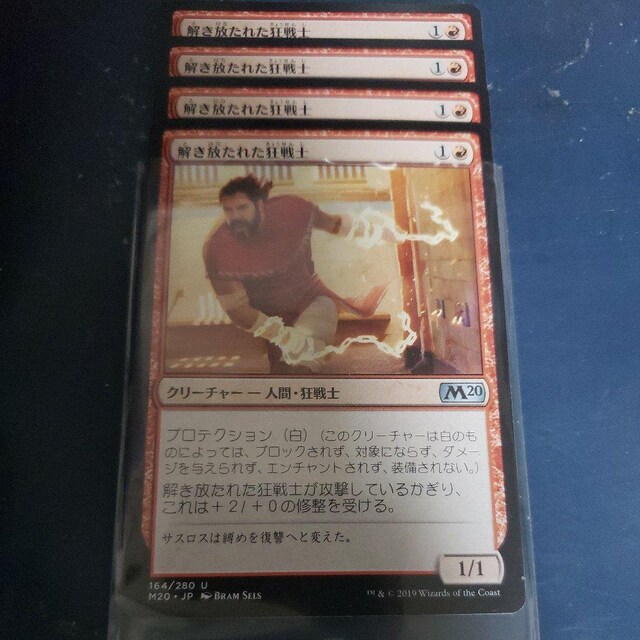 解き放たれた狂戦士 1
解き放たれた狂戦士 1
解き放たれた狂戦士 1
解き放たれた狂戦士 1
クリーチャー — 人間・狂戦士 M20
プロテクション（白）（このクリーチャーは白のも
のによっては、ブロックされず、対象にならず、ダメー
ジを与えられず、エンチャントされず、装備されない。）
解き放たれた狂戦士が攻撃しているかぎり、
これは＋2/＋0の修整を受ける。
サスロスは縛めを復讐へと変えた。
1/1
164/280 U
M20 • JP BRAM SELS
™ & © 2019 Wizards of the Coast